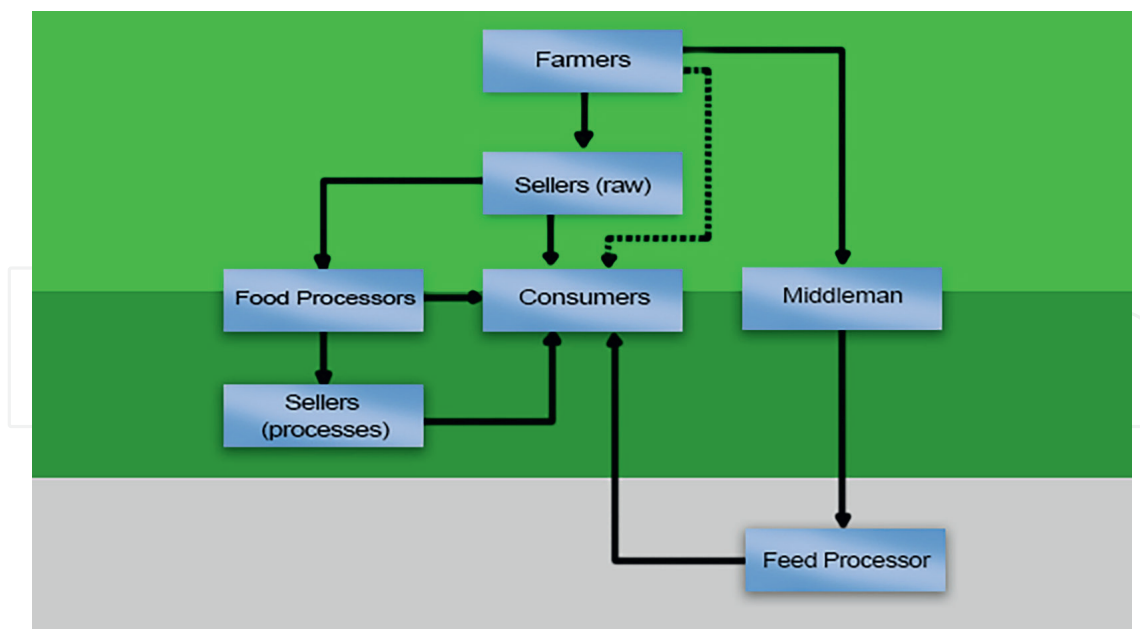 Farmers
Sellers (raw)
Food Processors
Consumers
Middleman
Sellers
(processes)
Feed Processor